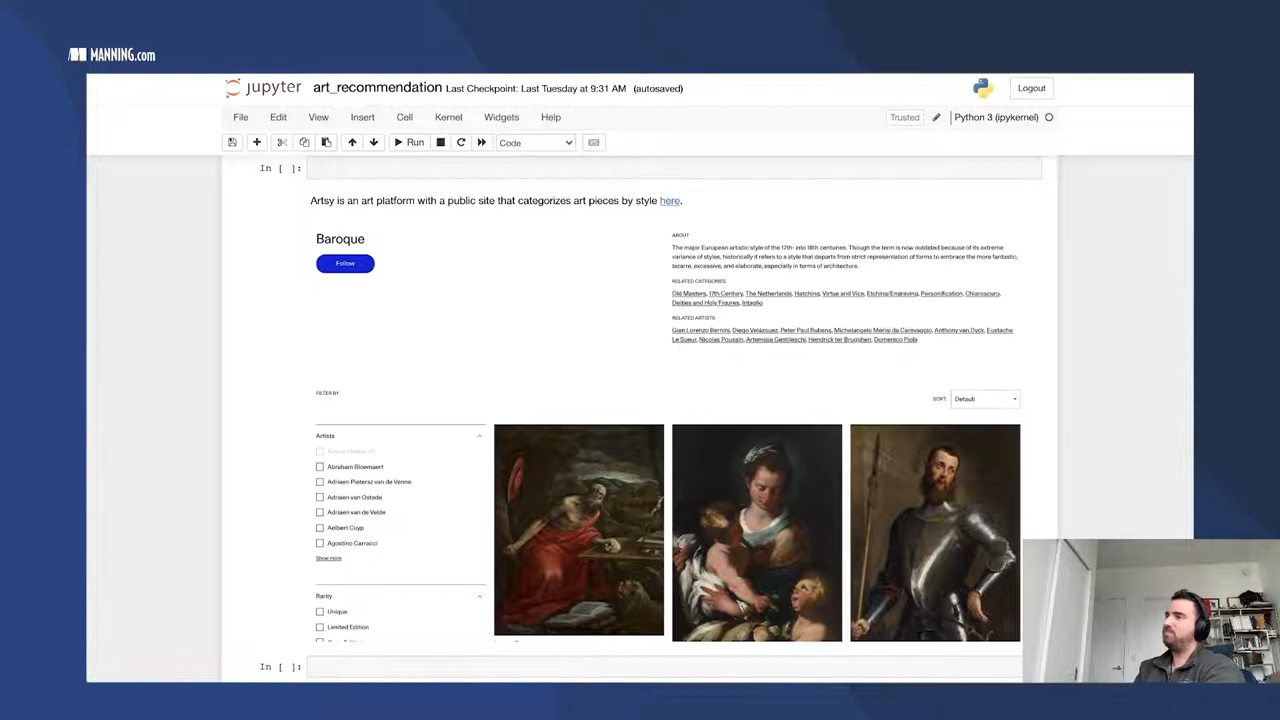 MANNING.com
jupyter art_recommendation Last Checkpoint: Last Tuesday at 9:31 AM (autosaved)
Logout
File Edit View Insert Cell Kernel Widgets Help
Trusted Python 3 (ipykernel)
Run Code
In [ ]:
Artsy is an art platform with a public site that categorizes art pieces by style here.
Baroque
Follow
ABOUT
The major European artistic style of the 17th- into 18th centuries. Though the term is now outdated because of its extreme
variance of styles, historically it refers to a style that departs from strict representation of forms to embrace the more fantastic,
bizarre, excessive, and elaborate, especially in terms of architecture.
RELATED CATEGORIES
Old Masters, 17th Century, The Netherlands, Hatching, Virtue and Vice, Etching/Engraving, Personification, Chiaroscuro,
Deities and Holy Figures, Intaglio
RELATED ARTISTS
Gian Lorenzo Bernini, Diego Velázquez, Peter Paul Rubens, Michelangelo Merisi da Caravaggio, Anthony van Dyck, Eustache
Le Sueur, Nicolas Poussin, Artemisia Gentileschi, Hendrick ter Brugghen, Domenico Piola
FILTER BY
SORT: Default
Artists
Abraham Bloemaert
Adriaen Pietersz van de Venne
Adriaen van Ostade
Adriaen van de Velde
Aelbert Cuyp
Agostino Carracci
Show more
Rarity
Unique
Limited Edition
In [ ]: